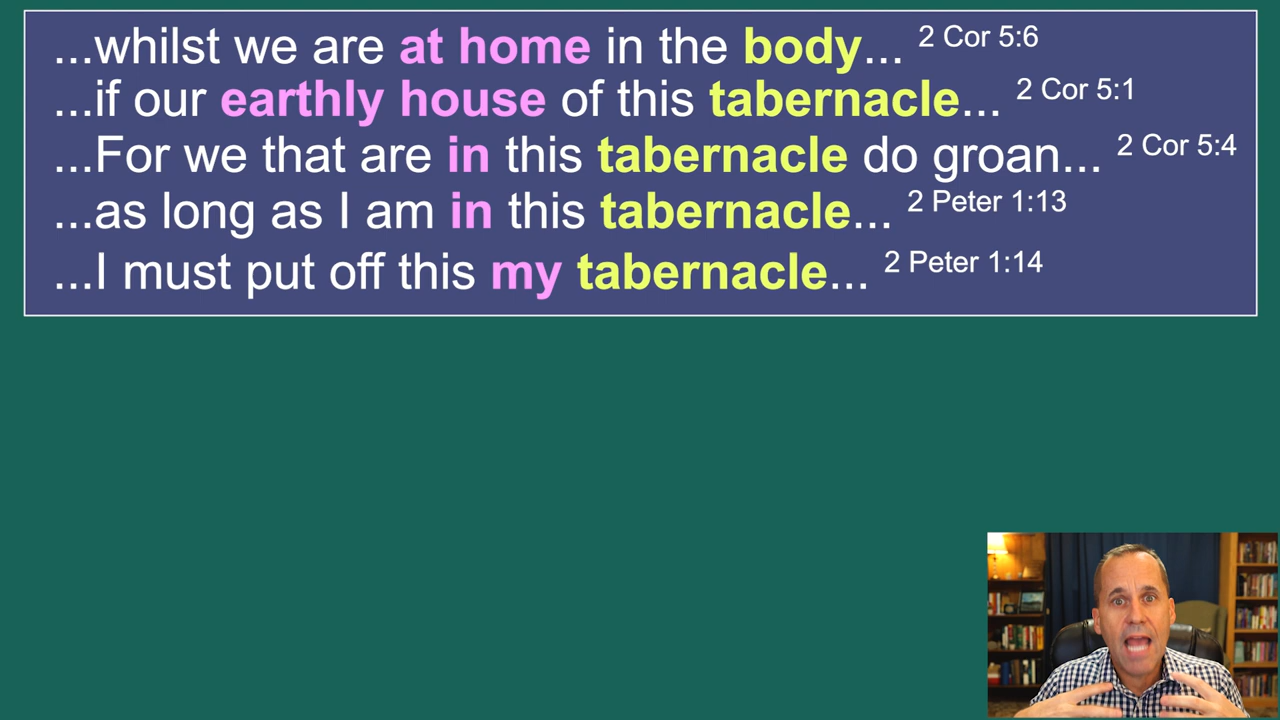 ...whilst we are at home in the body... 2 Cor 5:6
...if our earthly house of this tabernacle... 2 Cor 5:1
...For we that are in this tabernacle do groan... 2 Cor 5:4
...as long as I am in this tabernacle... 2 Peter 1:13
...I must put off this my tabernacle... 2 Peter 1:14